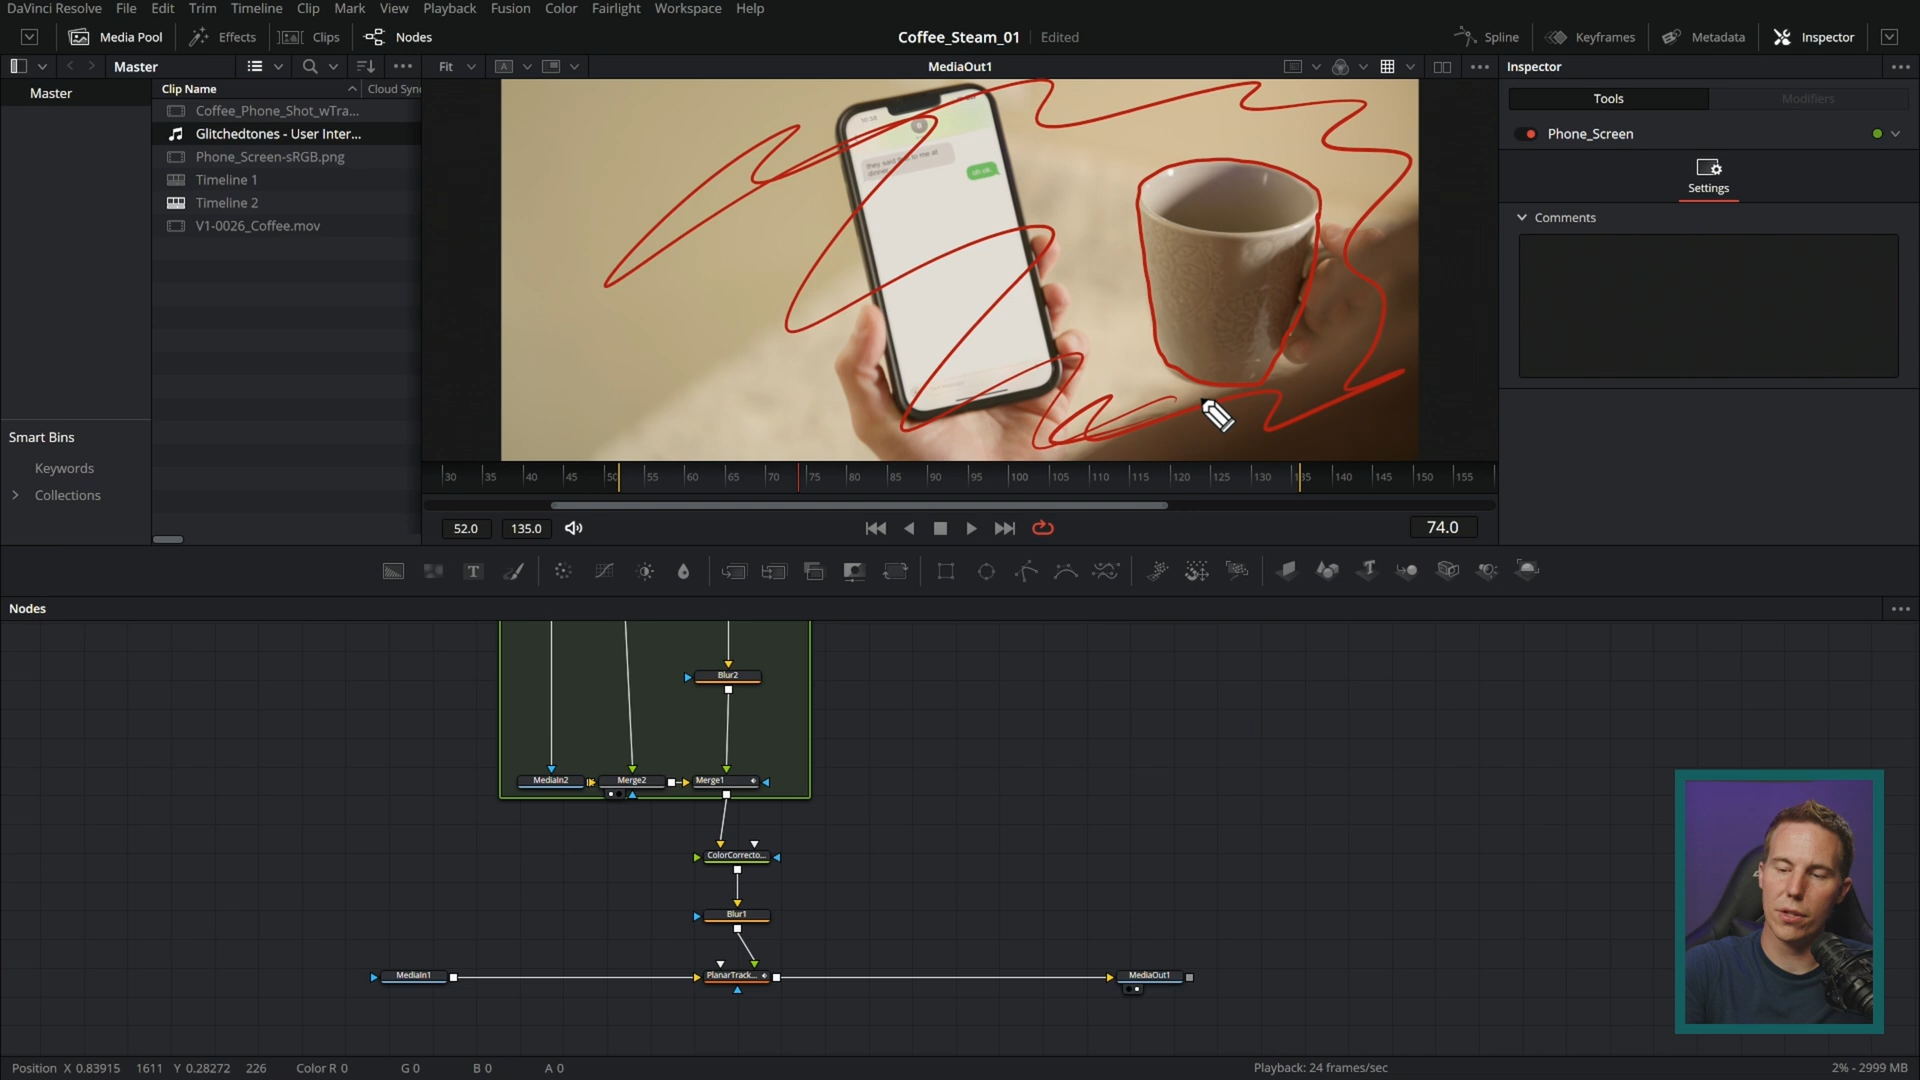 DaVinci Resolve File Edit Trim Timeline Clip Mark View Playback Fusion Color Fairlight Workspace Help
Media Pool Effects Clips Nodes Coffee_Steam_01 Edited Spline Keyframes Metadata Inspector
Master Fit A MediaOut1 Inspector
Master
Clip Name Cloud Sync
Coffee_Phone_Shot_wTra...
Glitchedtones - User Inter...
Phone_Screen-sRGB.png
Timeline 1
Timeline 2
V1-0026_Coffee.mov
Smart Bins
Keywords
Collections
oh ok.
30 35 40 45 50 55 60 65 70 75 80 85 90 95 100 105 110 115 120 125 130 135 140 145 150 155
52.0 135.0 74.0
Tools Modifiers
Phone_Screen
Settings
Comments
T T
Nodes
Blur2
MediaIn2 Merge2 Merge1
ColorCorrecto...
Blur1
MediaIn1 PlanarTrack... MediaOut1
Position X 0.83915 1611 Y 0.28272 226 Color R 0 G 0 B 0 A 0 Playback: 24 frames/sec 2% - 2999 MB